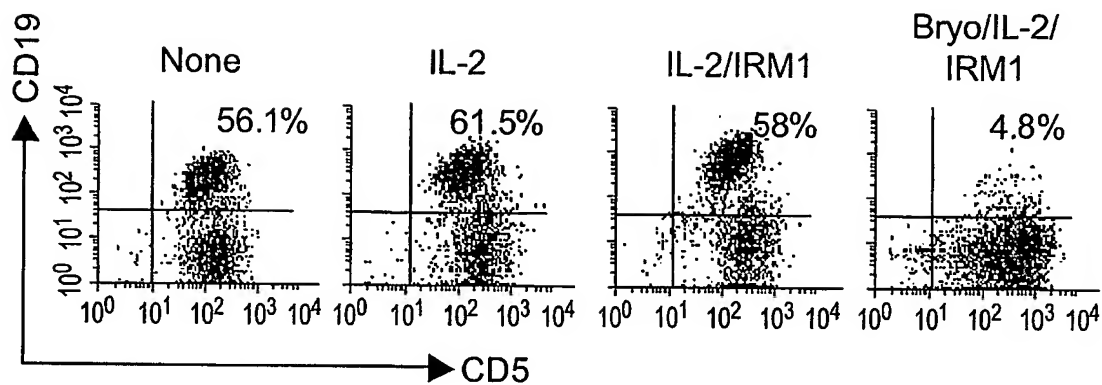 CD19
None
IL-2
IL-2/IRM1
Bryo/IL-2/
IRM1
10⁴
10³
10²
10¹
10⁰
56.1%
61.5%
58%
4.8%
10⁰ 10¹ 10² 10³ 10⁴
10⁰ 10¹ 10² 10³ 10⁴
10⁰ 10¹ 10² 10³ 10⁴
10⁰ 10¹ 10² 10³ 10⁴
CD5